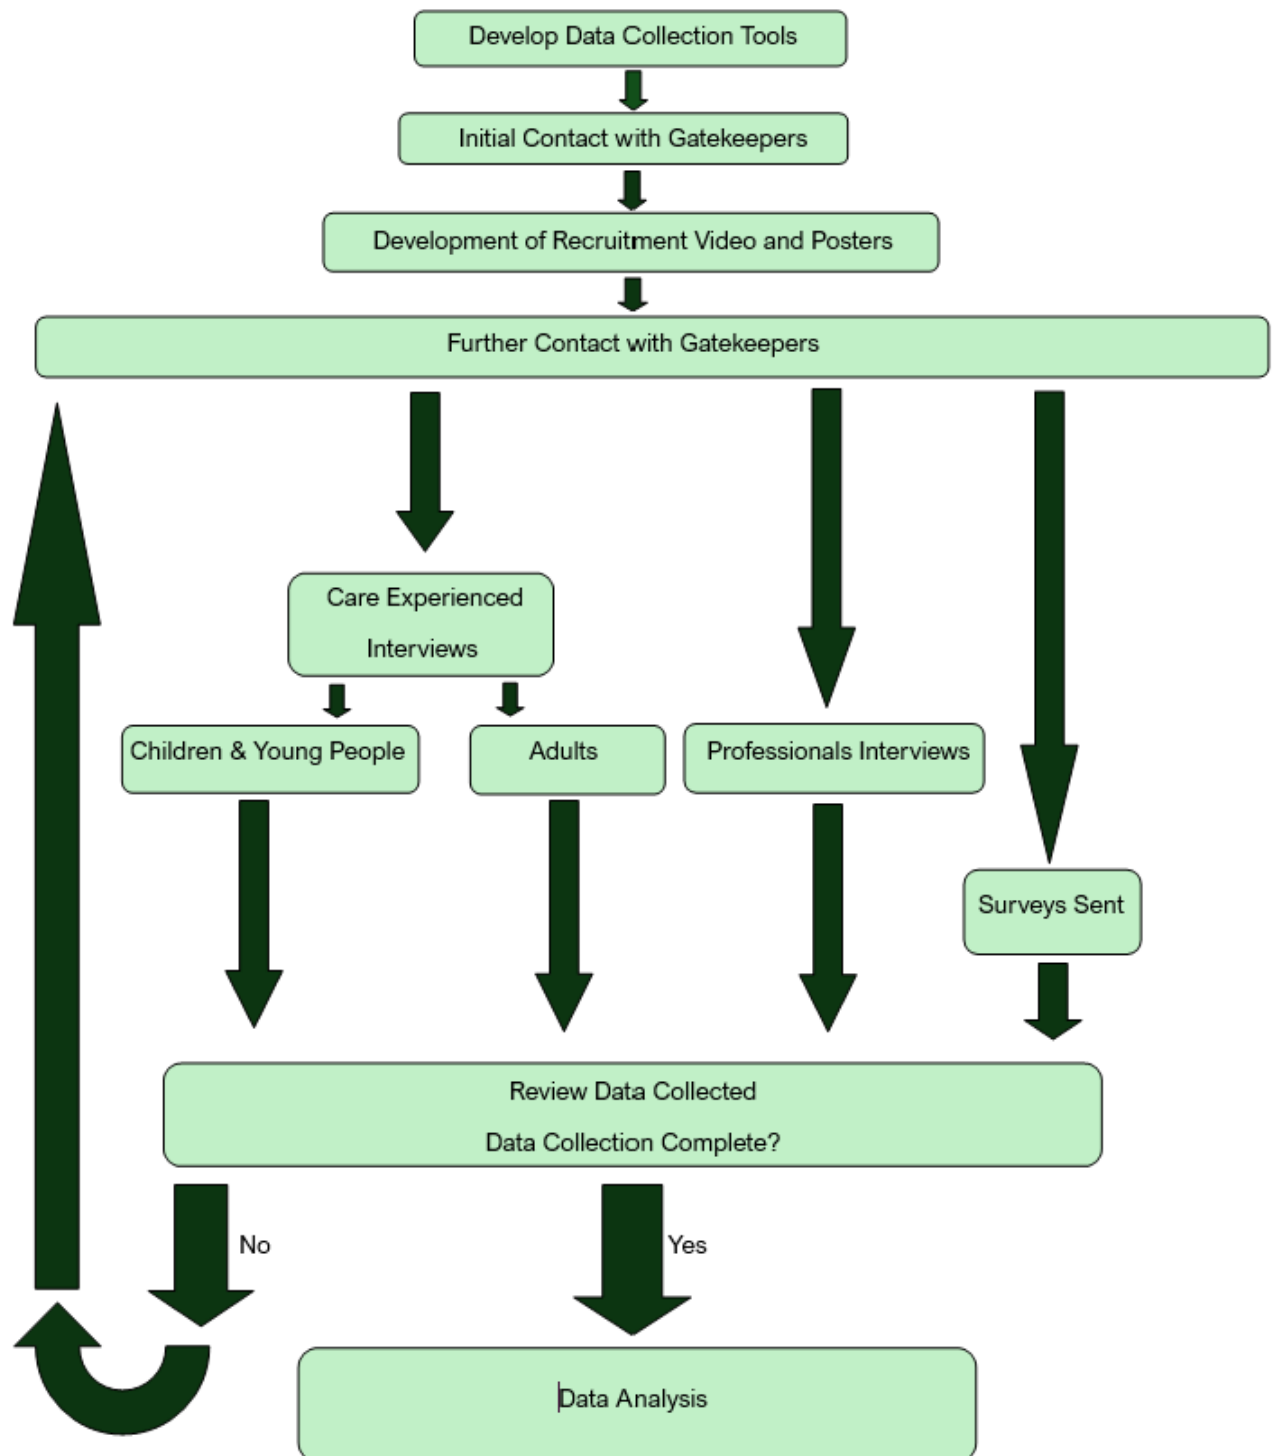 Develop Data Collection Tools
Initial Contact with Gatekeepers
Development of Recruitment Video and Posters
Further Contact with Gatekeepers
Care Experienced
Interviews
Children & Young People
Adults
Professionals Interviews
Surveys Sent
Review Data Collected
Data Collection Complete?
No
Yes
Data Analysis